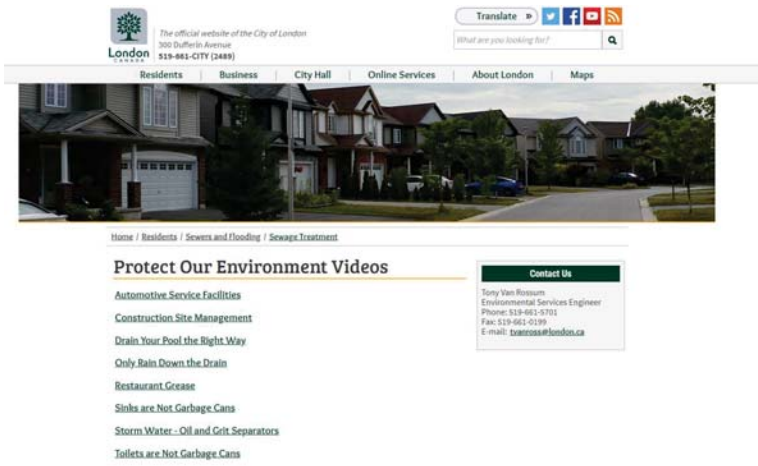 Translate »
The official website of the City of London
300 Dufferin Avenue
519-661-CITY (2489)
London
CANADA
What are you looking for?
Residents | Business | City Hall | Online Services | About London | Maps
Home / Residents / Sewers and Flooding / Sewage Treatment
Protect Our Environment Videos
Automotive Service Facilities
Construction Site Management
Drain Your Pool the Right Way
Only Rain Down the Drain
Restaurant Grease
Sinks are Not Garbage Cans
Storm Water - Oil and Grit Separators
Toilets are Not Garbage Cans
Contact Us
Tony Van Rossum
Environmental Services Engineer
Phone: 519-661-5701
Fax: 519-661-0199
E-mail: tvanross@london.ca